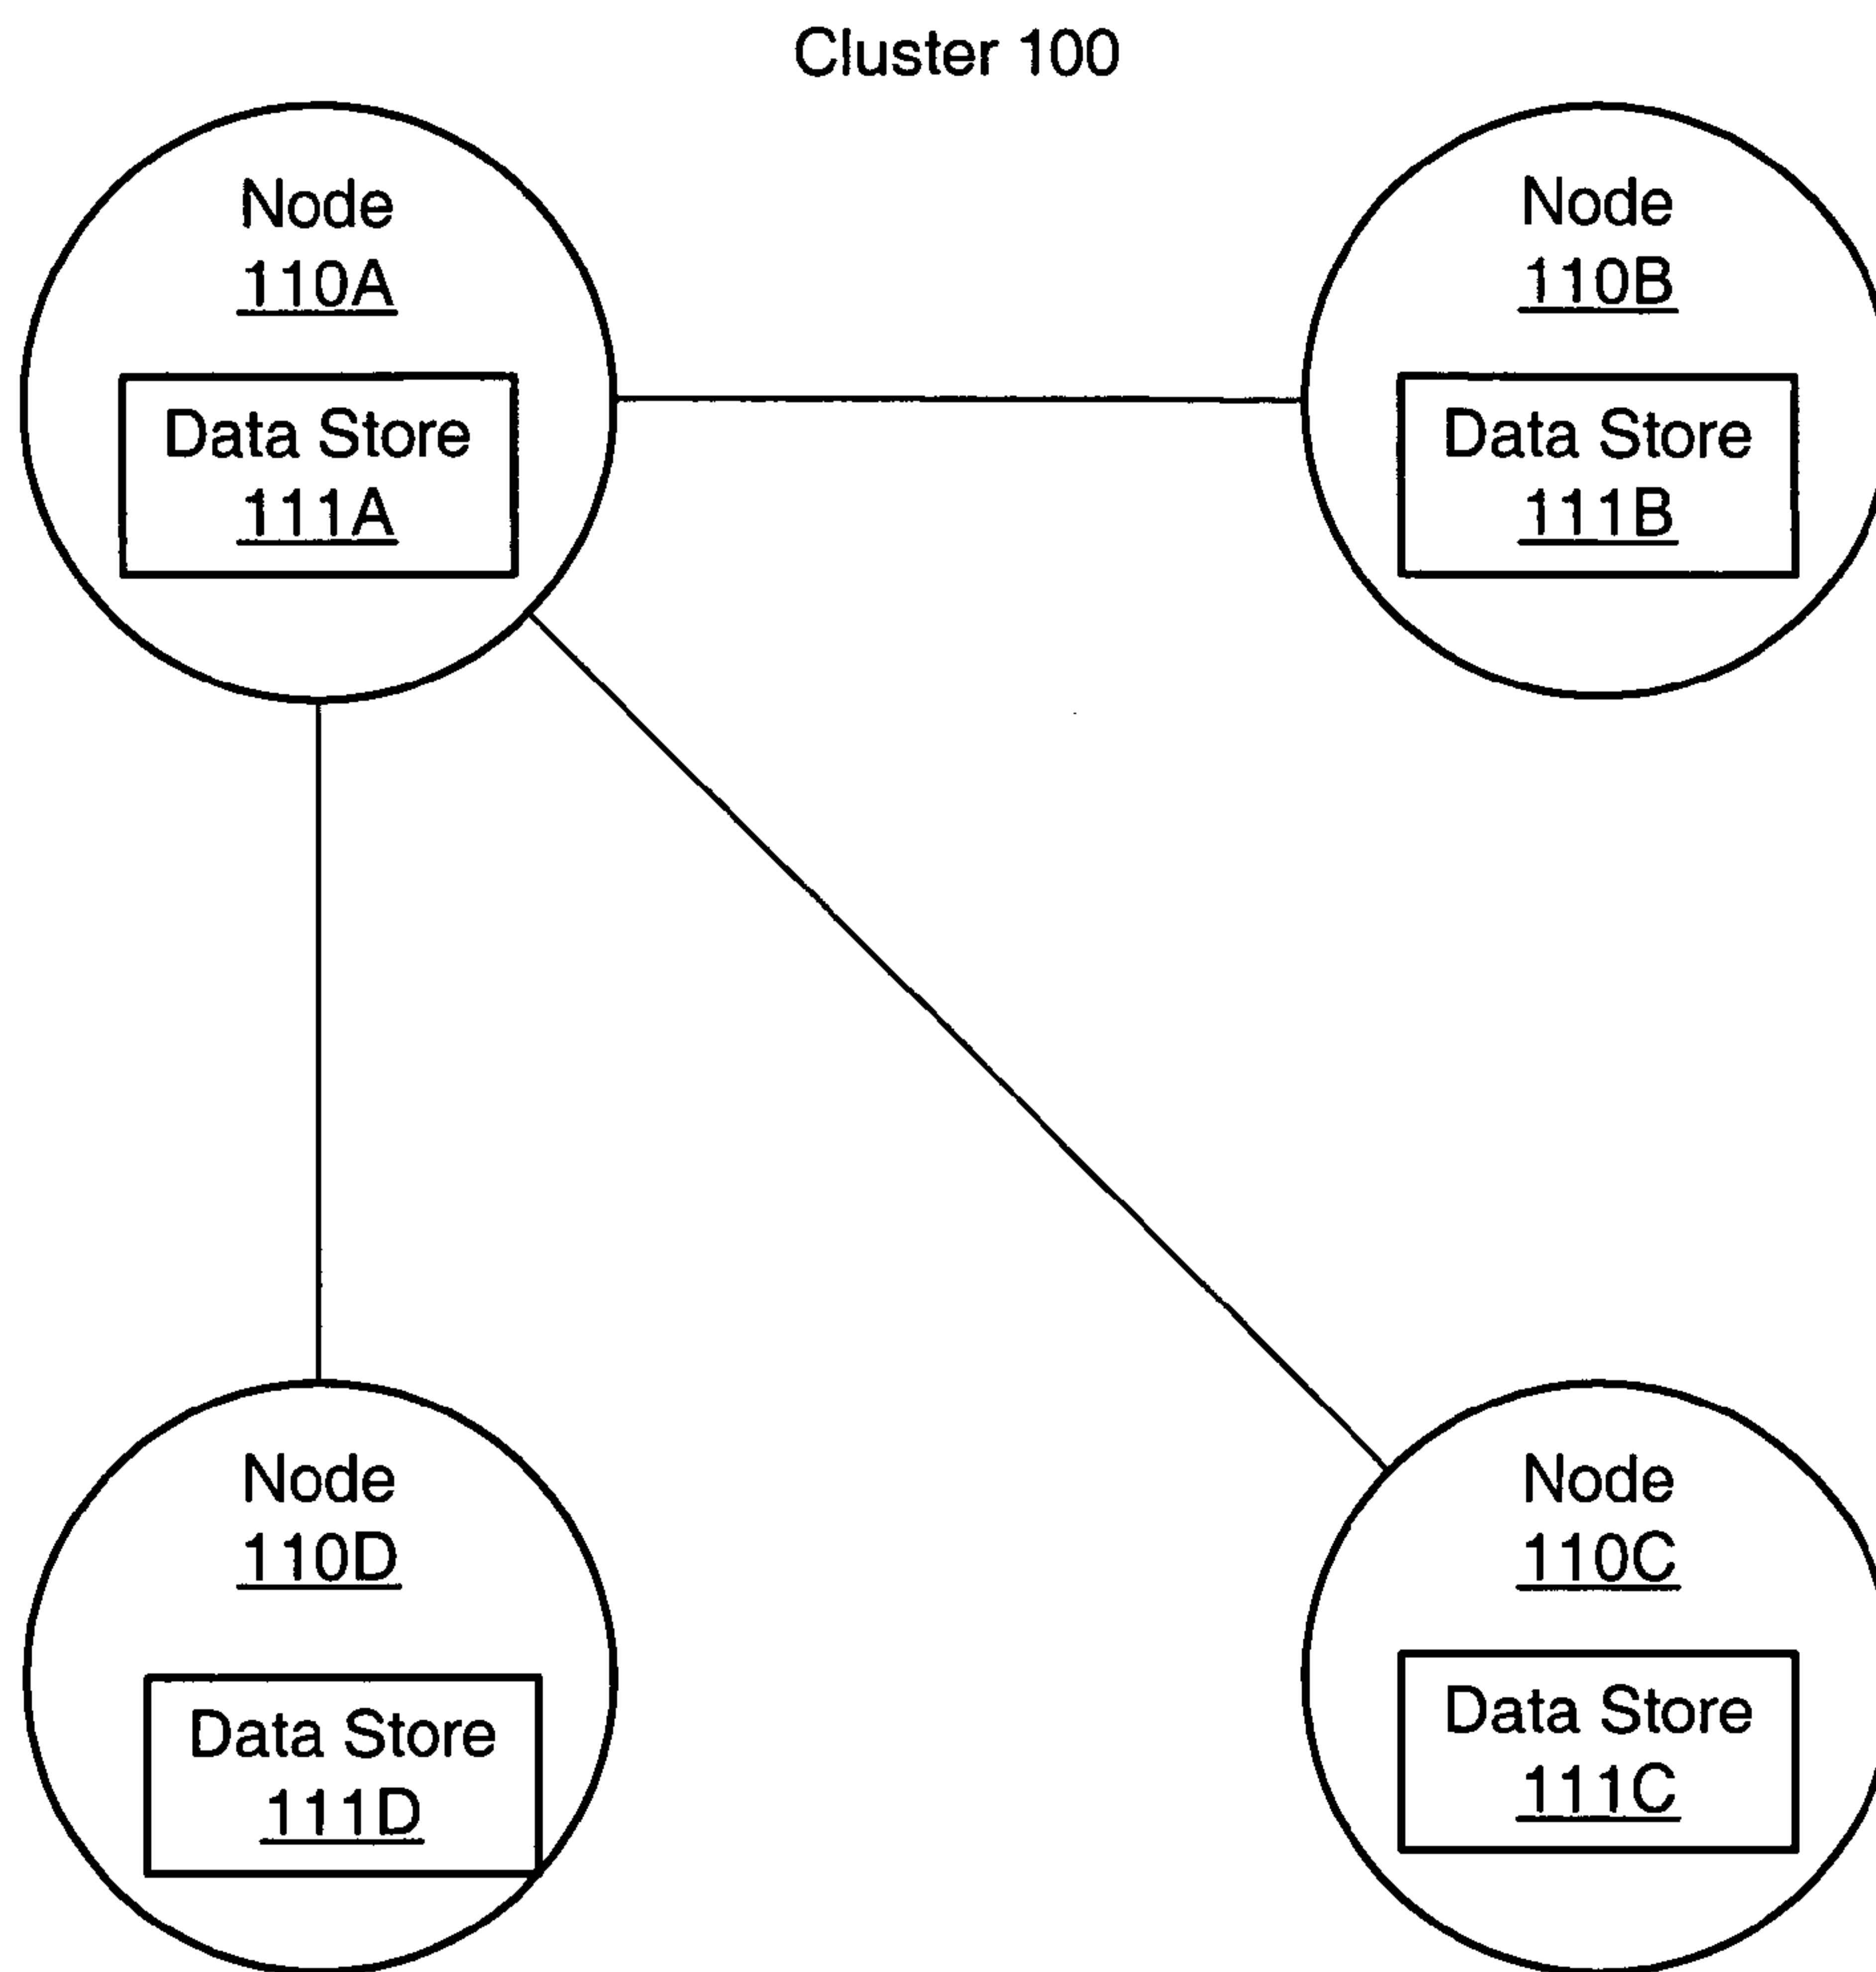 Cluster 100
Node
110A
Data Store
111A
Node
110B
Data Store
111B
Node
110D
Data Store
111D
Node
110C
Data Store
111C